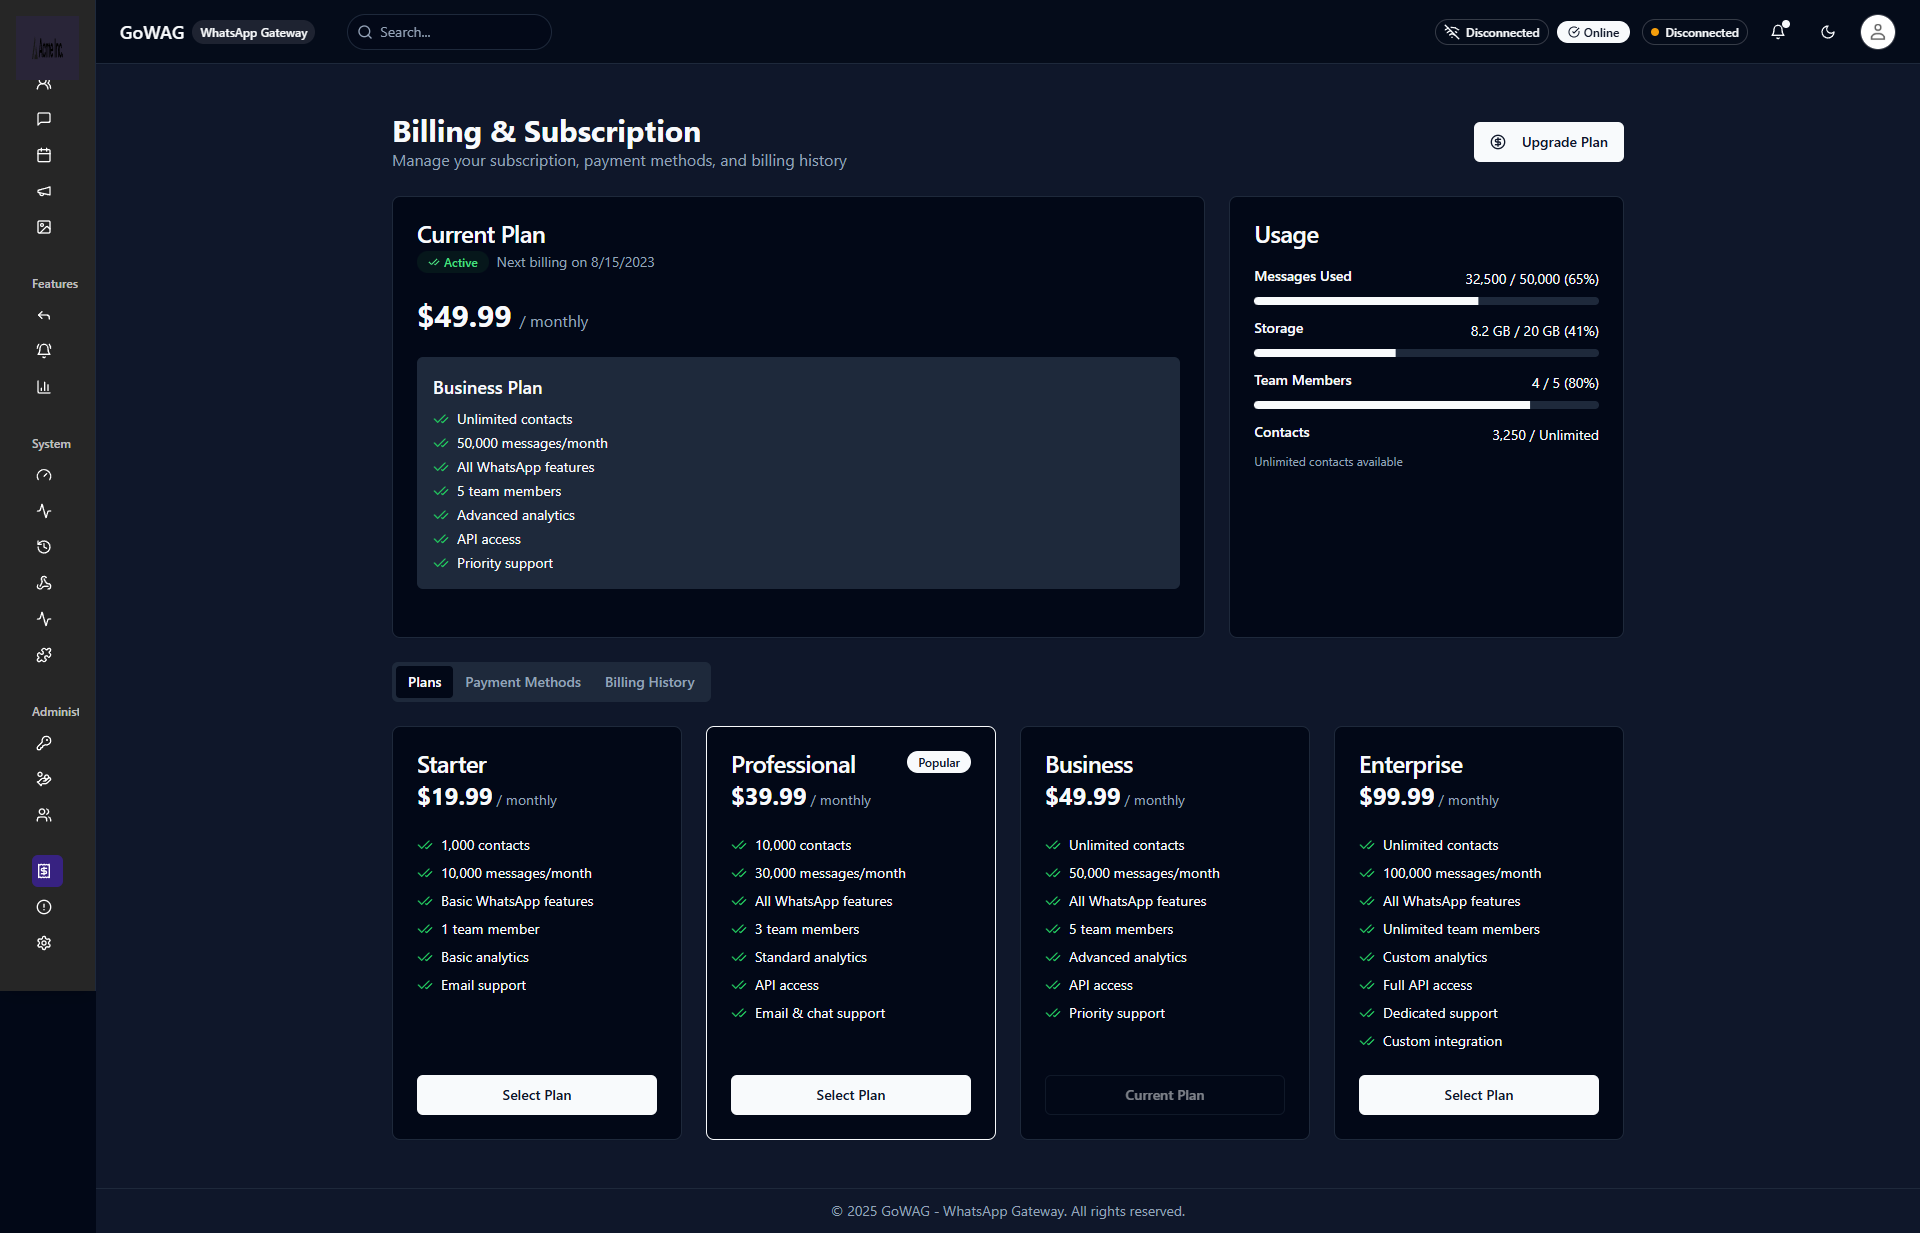 Acme Inc.
GoWAG
WhatsApp Gateway
Search...
Disconnected
Online
Disconnected
Features
System
Administ
Billing & Subscription
Manage your subscription, payment methods, and billing history
Upgrade Plan
Current Plan
Active
Next billing on 8/15/2023
$49.99 / monthly
Business Plan
Unlimited contacts
50,000 messages/month
All WhatsApp features
5 team members
Advanced analytics
API access
Priority support
Usage
Messages Used
32,500 / 50,000 (65%)
Storage
8.2 GB / 20 GB (41%)
Team Members
4 / 5 (80%)
Contacts
3,250 / Unlimited
Unlimited contacts available
Plans
Payment Methods
Billing History
Starter
$19.99 / monthly
1,000 contacts
10,000 messages/month
Basic WhatsApp features
1 team member
Basic analytics
Email support
Select Plan
Professional
Popular
$39.99 / monthly
10,000 contacts
30,000 messages/month
All WhatsApp features
3 team members
Standard analytics
API access
Email & chat support
Select Plan
Business
$49.99 / monthly
Unlimited contacts
50,000 messages/month
All WhatsApp features
5 team members
Advanced analytics
API access
Priority support
Current Plan
Enterprise
$99.99 / monthly
Unlimited contacts
100,000 messages/month
All WhatsApp features
Unlimited team members
Custom analytics
Full API access
Dedicated support
Custom integration
Select Plan
© 2025 GoWAG - WhatsApp Gateway. All rights reserved.